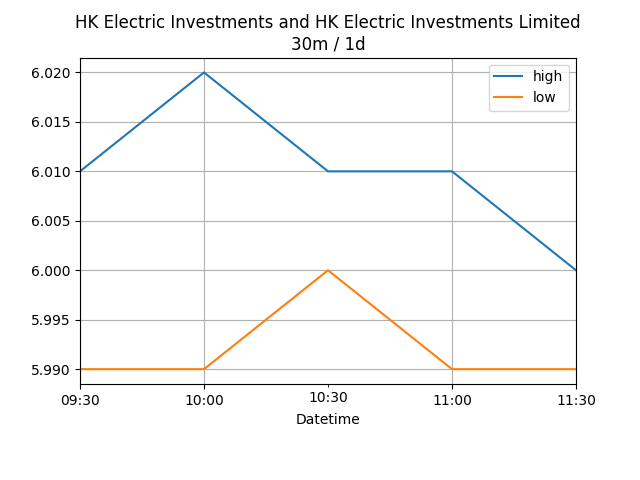 HK Electric Investments and HK Electric Investments Limited
30m / 1d
high
low
6.020
6.015
6.010
6.005
6.000
5.995
5.990
09:30 10:00 10:30 11:00 11:30
Datetime